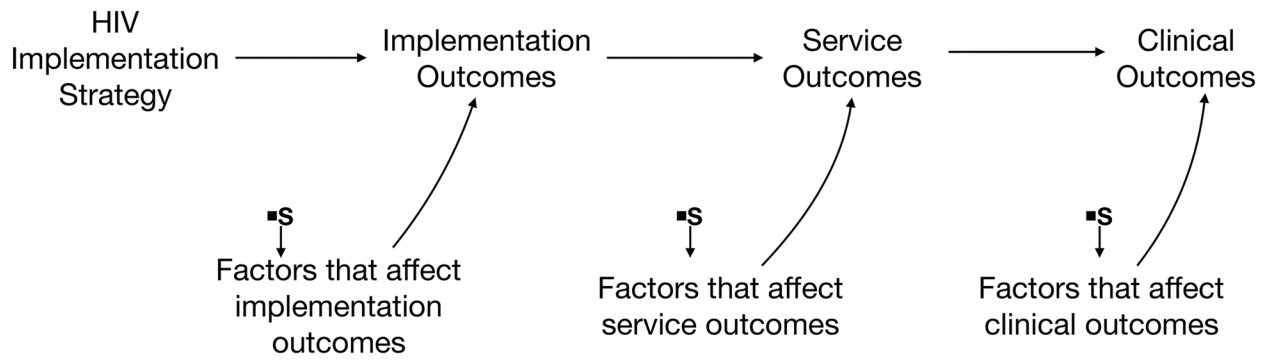 HIV
Implementation
Strategy
Implementation
Outcomes
Service
Outcomes
Clinical
Outcomes
■S
■S
■S
Factors that affect
implementation
outcomes
Factors that affect
service outcomes
Factors that affect
clinical outcomes